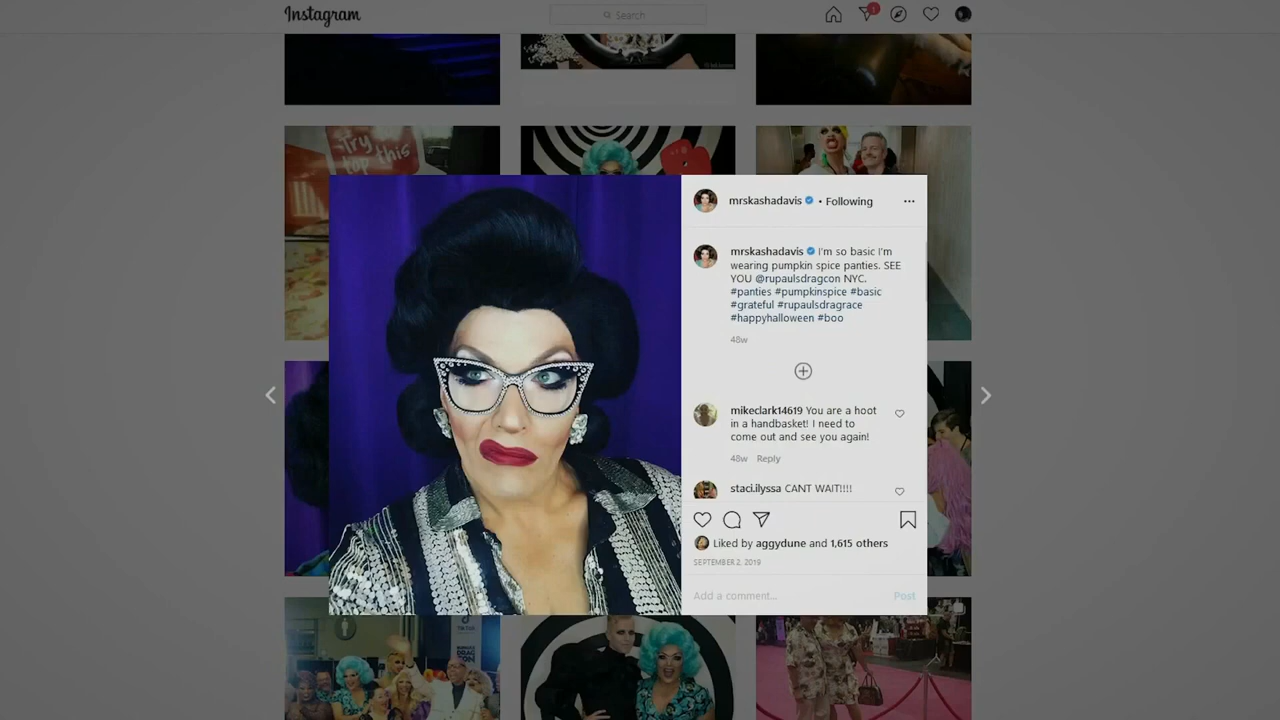 Instagram
Search
1
Try
top this
mrskashadavis • Following
mrskashadavis I'm so basic I'm
wearing pumpkin spice panties. SEE
YOU @rupaulsdragcon NYC.
#panties #pumpkinspice #basic
#grateful #rupaulsdragrace
#happyhalloween #boo
48w
mikeclark14619 You are a hoot
in a handbasket! I need to
come out and see you again!
48w Reply
staci.ilyssa CANT WAIT!!!!
Liked by aggydune and 1,615 others
SEPTEMBER 2, 2019
Add a comment... Post